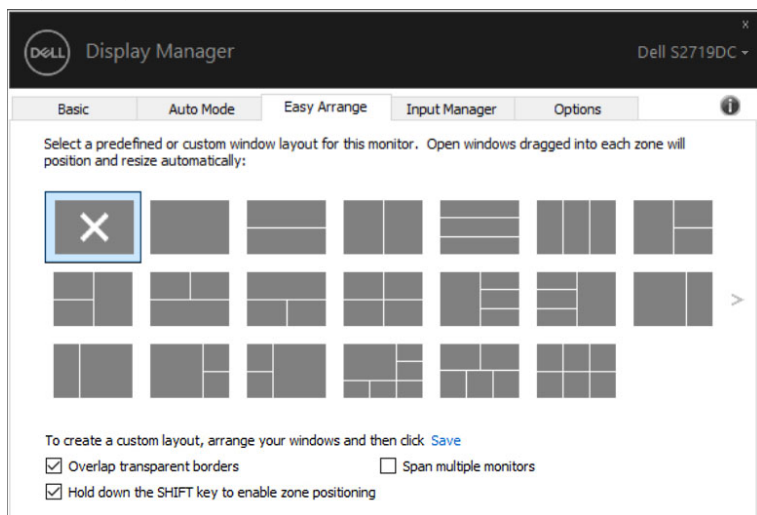 x
DELL Display Manager
Dell S2719DC
Basic Auto Mode Easy Arrange Input Manager Options i
Select a predefined or custom window layout for this monitor. Open windows dragged into each zone will
position and resize automatically:
>
To create a custom layout, arrange your windows and then click Save
Overlap transparent borders Span multiple monitors
Hold down the SHIFT key to enable zone positioning